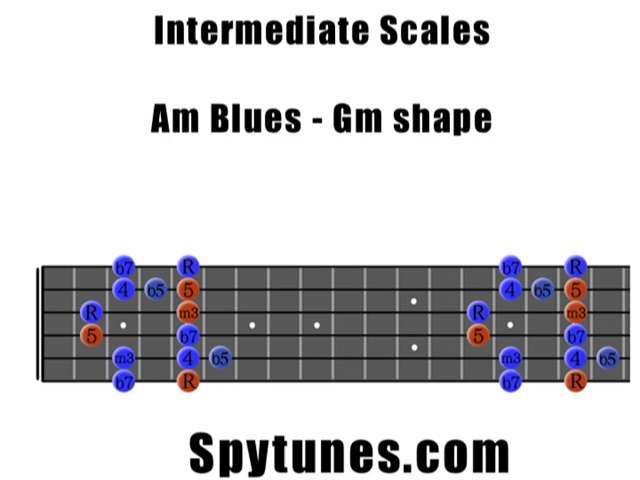 Intermediate Scales
Am Blues - Gm shape
b7 R b7 R
4 b5 5 4 b5 5
R m3 R m3
5 b7 5 b7
m3 4 b5 m3 4 b5
b7 R b7 R
Spytunes.com